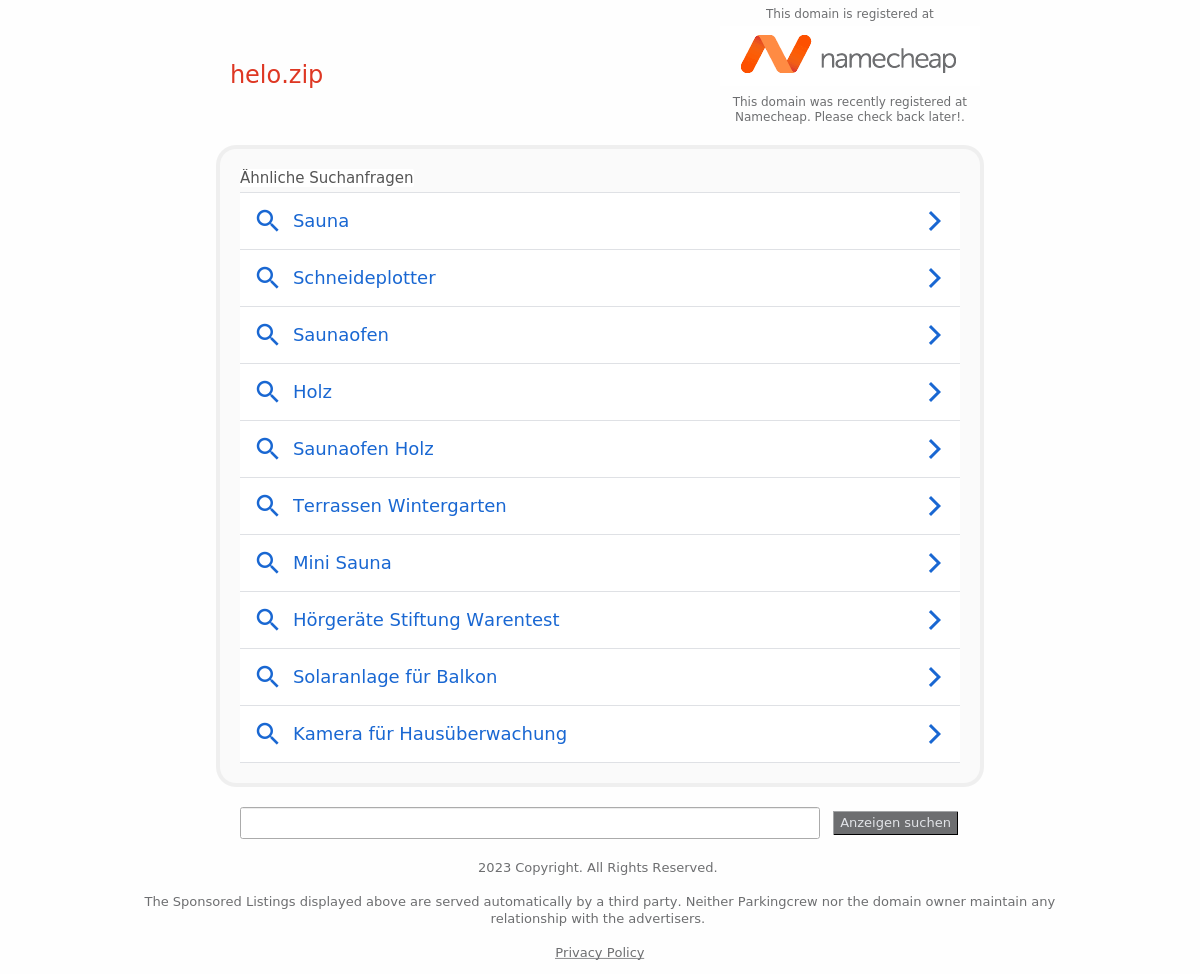 This domain is registered at
namecheap
helo.zip
This domain was recently registered at
Namecheap. Please check back later!.
Ähnliche Suchanfragen
Sauna
Schneideplotter
Saunaofen
Holz
Saunaofen Holz
Terrassen Wintergarten
Mini Sauna
Hörgeräte Stiftung Warentest
Solaranlage für Balkon
Kamera für Hausüberwachung
Anzeigen suchen
2023 Copyright. All Rights Reserved.
The Sponsored Listings displayed above are served automatically by a third party. Neither Parkingcrew nor the domain owner maintain any
relationship with the advertisers.
Privacy Policy